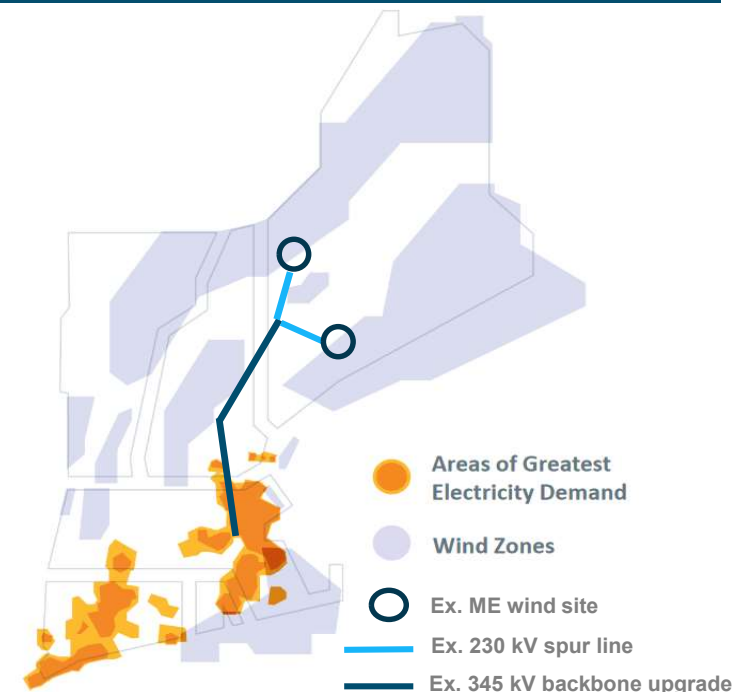 Areas of Greatest
Electricity Demand
Wind Zones
Ex. ME wind site
Ex. 230 kV spur line
Ex. 345 kV backbone upgrade